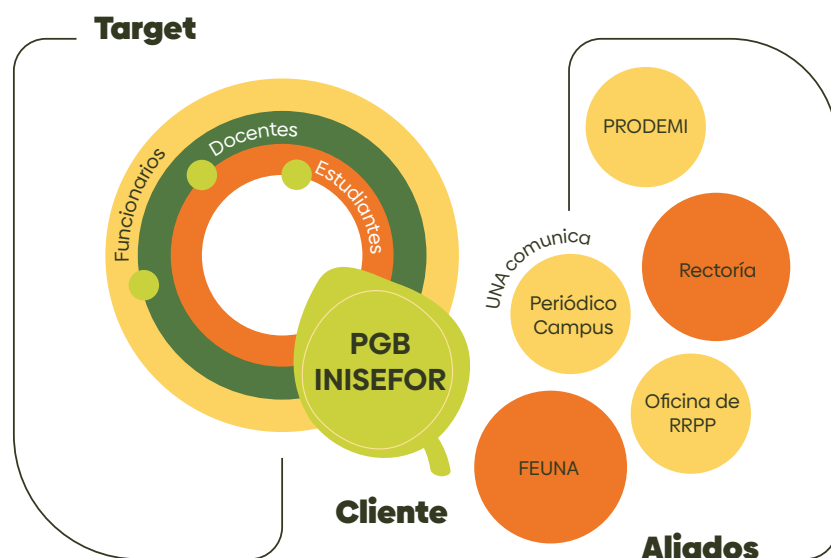 Target
Funcionarios
Docentes
Estudiantes
PGB
INISEFOR
Cliente
PRODEMI
Rectoría
UNA comunica
Periódico
Campus
Oficina de
RRPP
FEUNA
Aliados